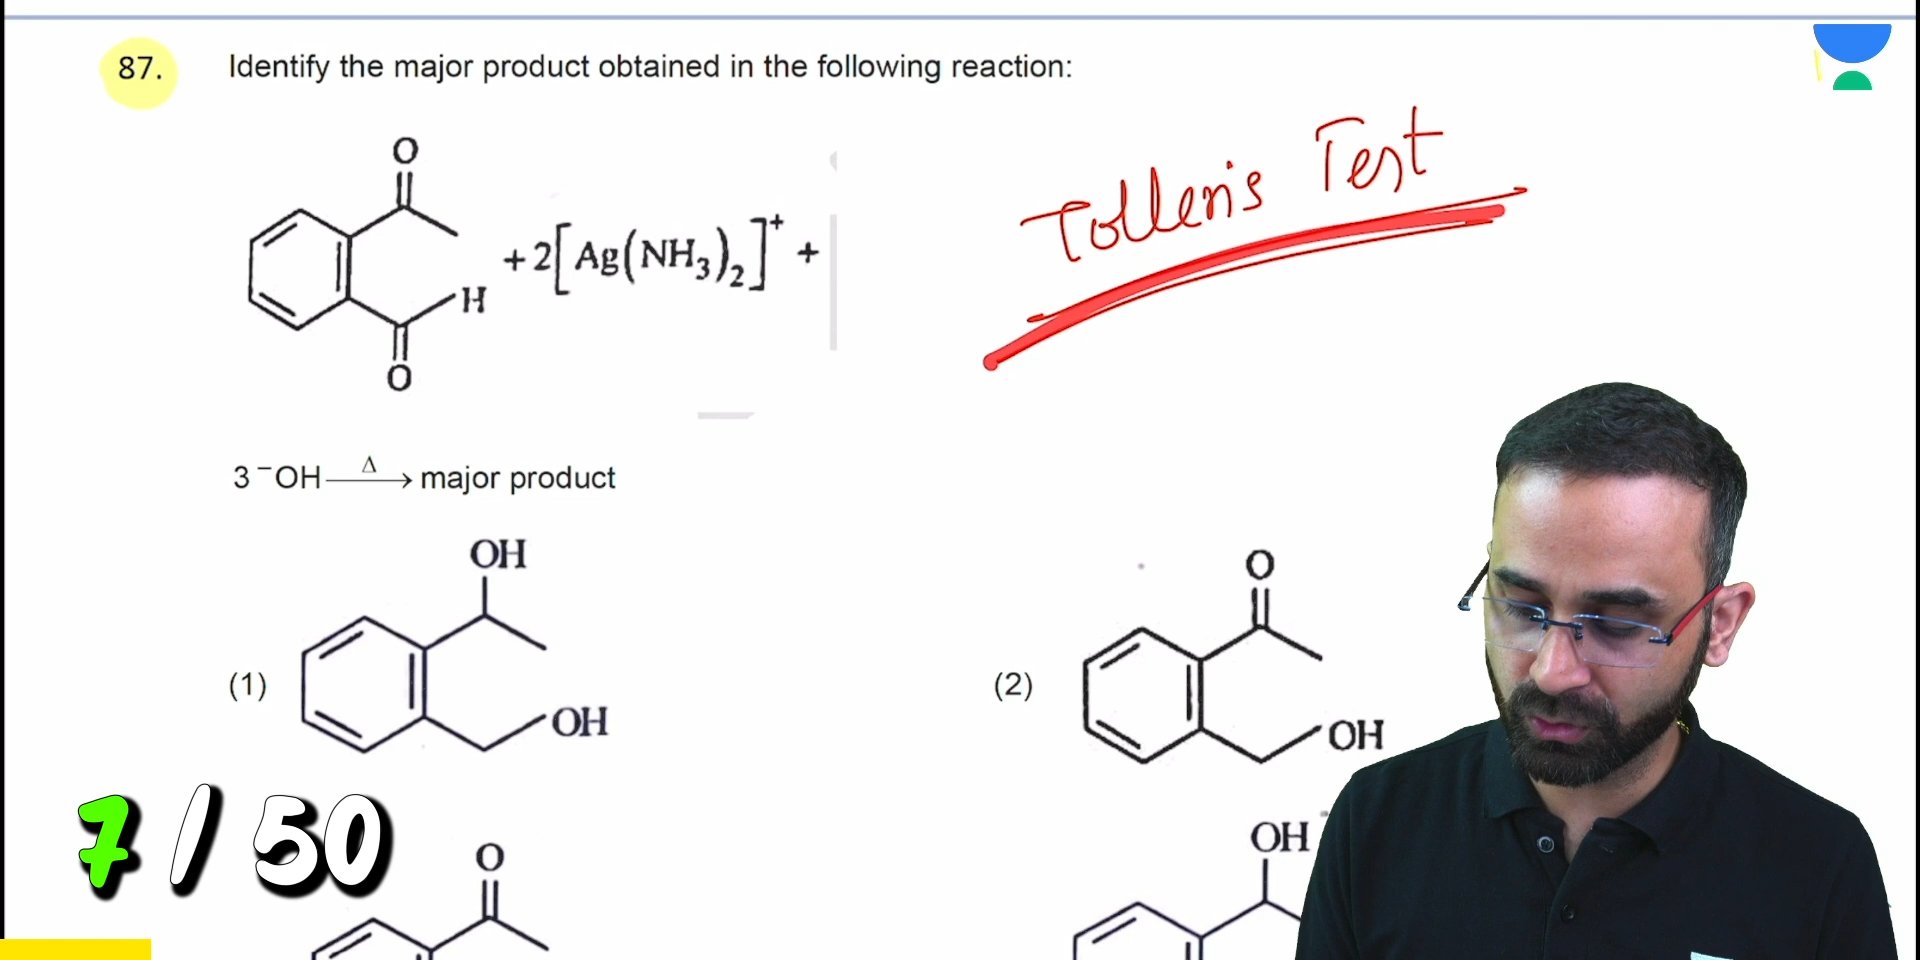 87. Identify the major product obtained in the following reaction:
Tollen's Test
O
+ 2[Ag(NH₃)₂]⁺ +
H
O
3 ⁻OH —Δ→ major product
OH
(1)
OH
O
(2)
OH
7 / 50
O
OH